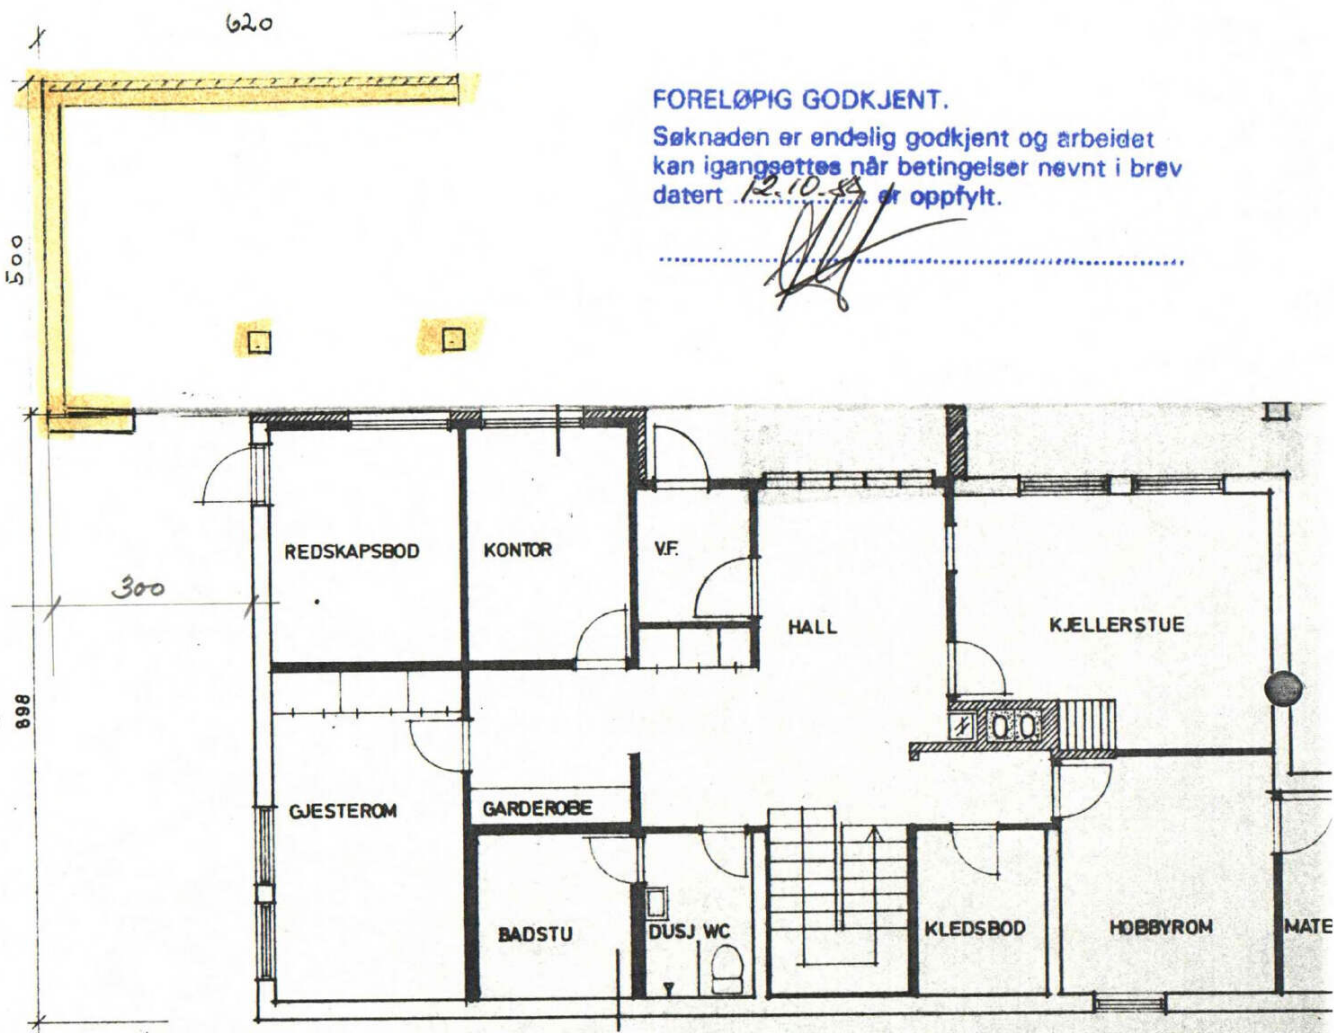 620
FORELØPIG GODKJENT.
Søknaden er endelig godkjent og arbeidet
kan igangsettes når betingelser nevnt i brev
datert 12.10. er oppfylt.
500
REDSKAPSBOD
KONTOR
V.F.
HALL
KJELLERSTUE
300
898
GJESTEROM
GARDEROBE
BADSTU
DUSJ WC
KLEDSBOD
HOBBYROM
MATE